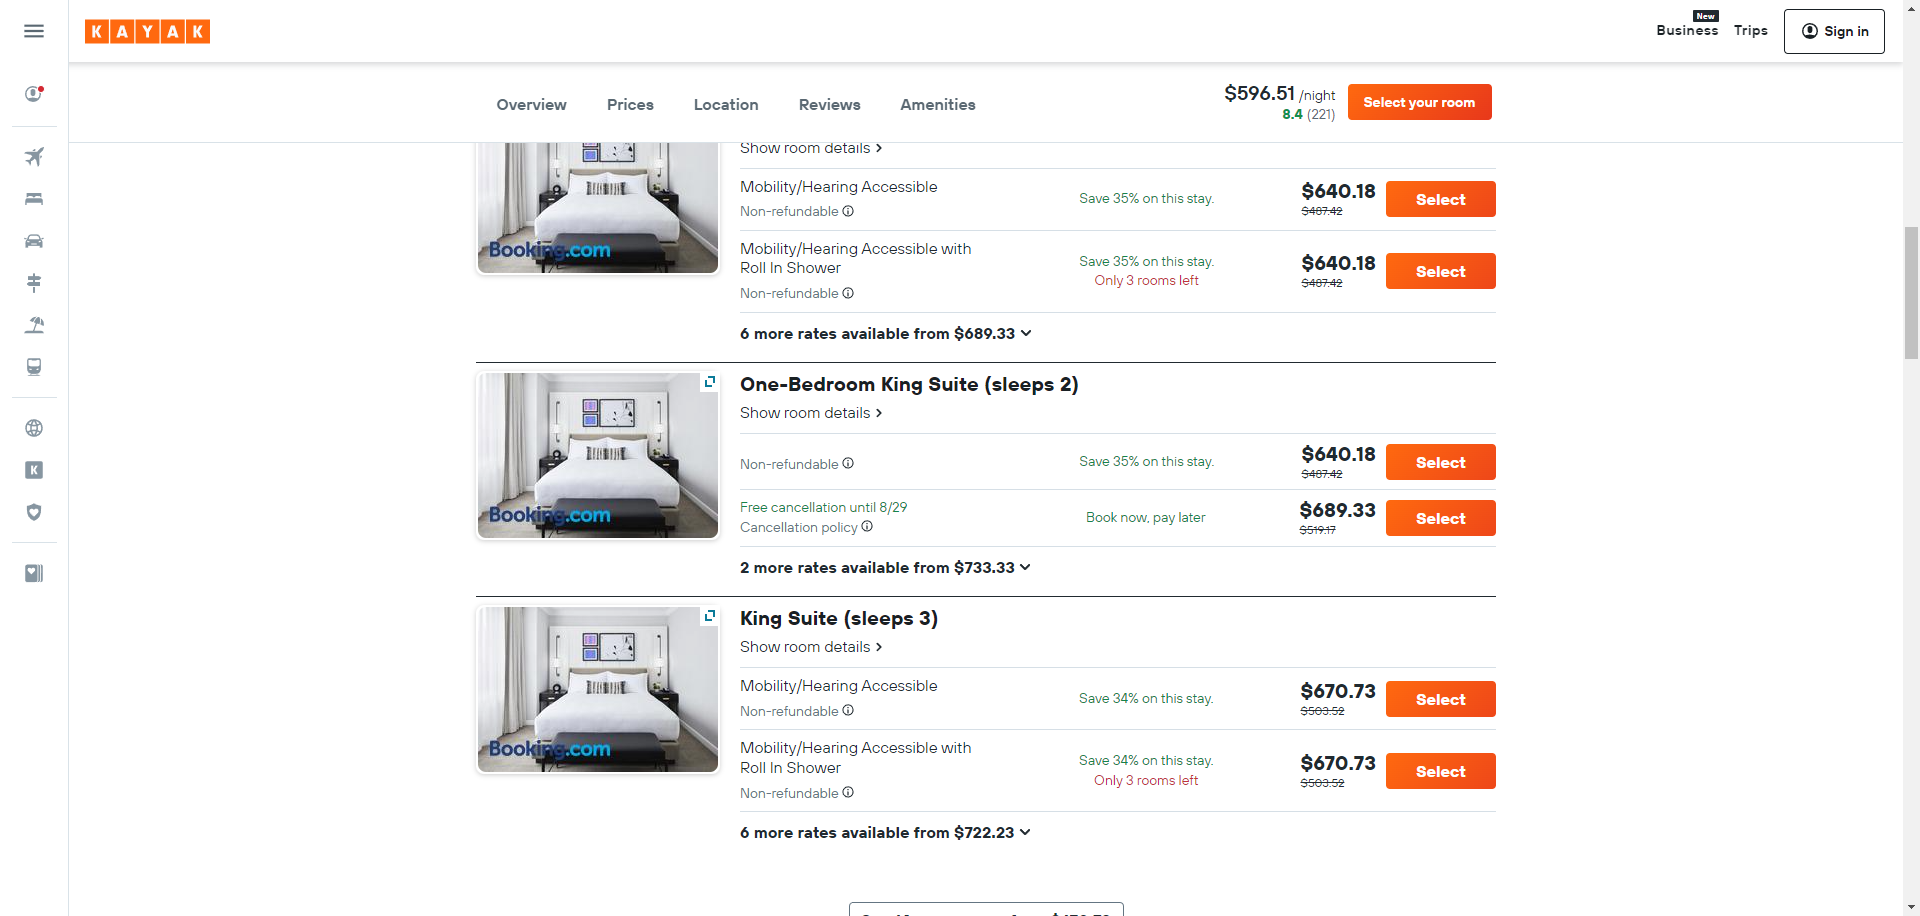 KAYAK
New
Business
Trips
Sign in
Overview
Prices
Location
Reviews
Amenities
$596.51 /night
8.4 (221)
Select your room
Show room details
Booking.com
Mobility/Hearing Accessible
Non-refundable
Save 35% on this stay.
$640.18
$487.42
Select
Mobility/Hearing Accessible with
Roll In Shower
Non-refundable
Save 35% on this stay.
Only 3 rooms left
$640.18
$487.42
Select
6 more rates available from $689.33
Booking.com
One-Bedroom King Suite (sleeps 2)
Show room details
Non-refundable
Save 35% on this stay.
$640.18
$487.42
Select
Free cancellation until 8/29
Cancellation policy
Book now, pay later
$689.33
$519.17
Select
2 more rates available from $733.33
Booking.com
King Suite (sleeps 3)
Show room details
Mobility/Hearing Accessible
Non-refundable
Save 34% on this stay.
$670.73
$503.52
Select
Mobility/Hearing Accessible with
Roll In Shower
Non-refundable
Save 34% on this stay.
Only 3 rooms left
$670.73
$503.52
Select
6 more rates available from $722.23
K